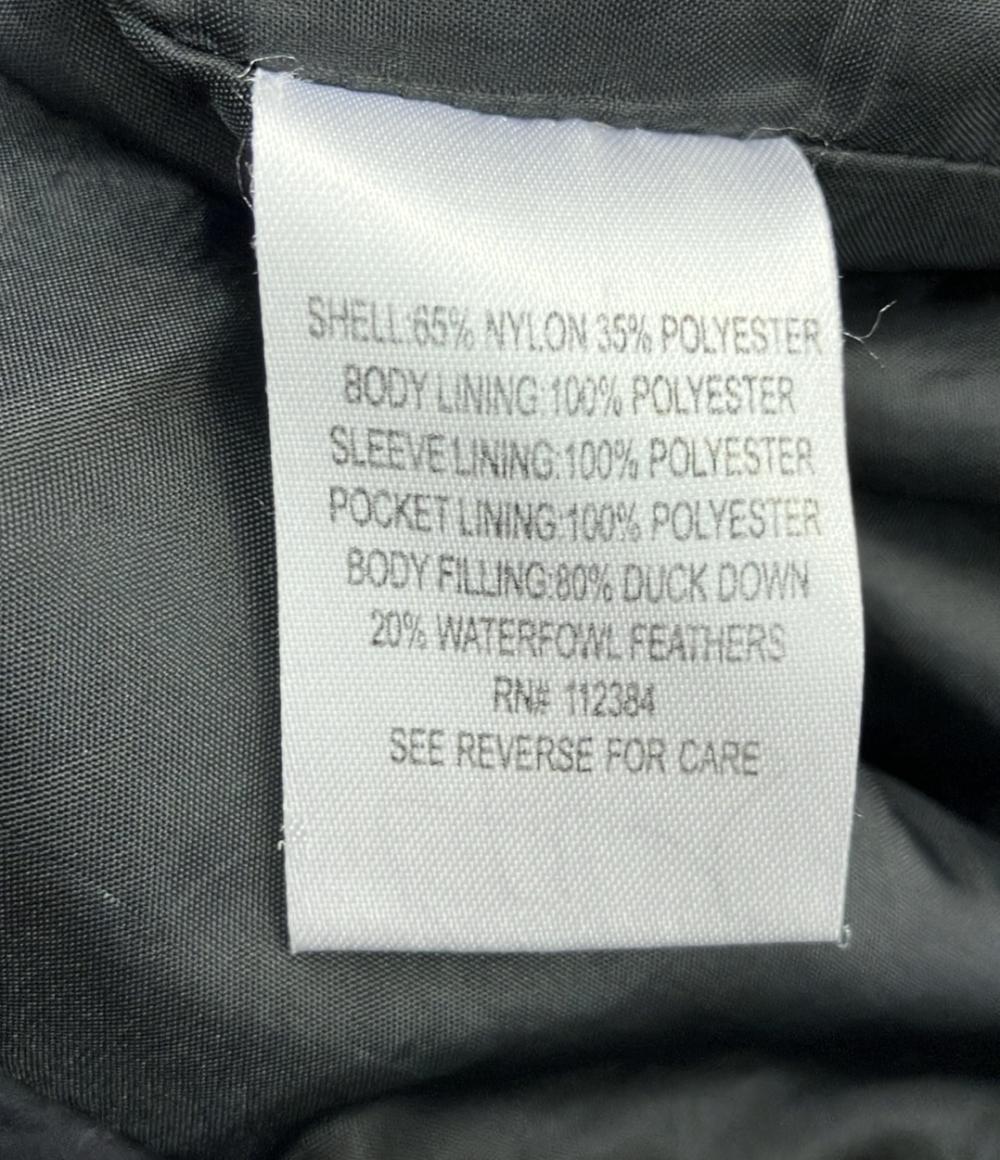 SHELL:65% NYLON 35% POLYESTER
BODY LINING:100% POLYESTER
SLEEVE LINING:100% POLYESTER
POCKET LINING:100% POLYESTER
BODY FILLING:80% DUCK DOWN
20% WATERFOWL FEATHERS
RN# 112384
SEE REVERSE FOR CARE